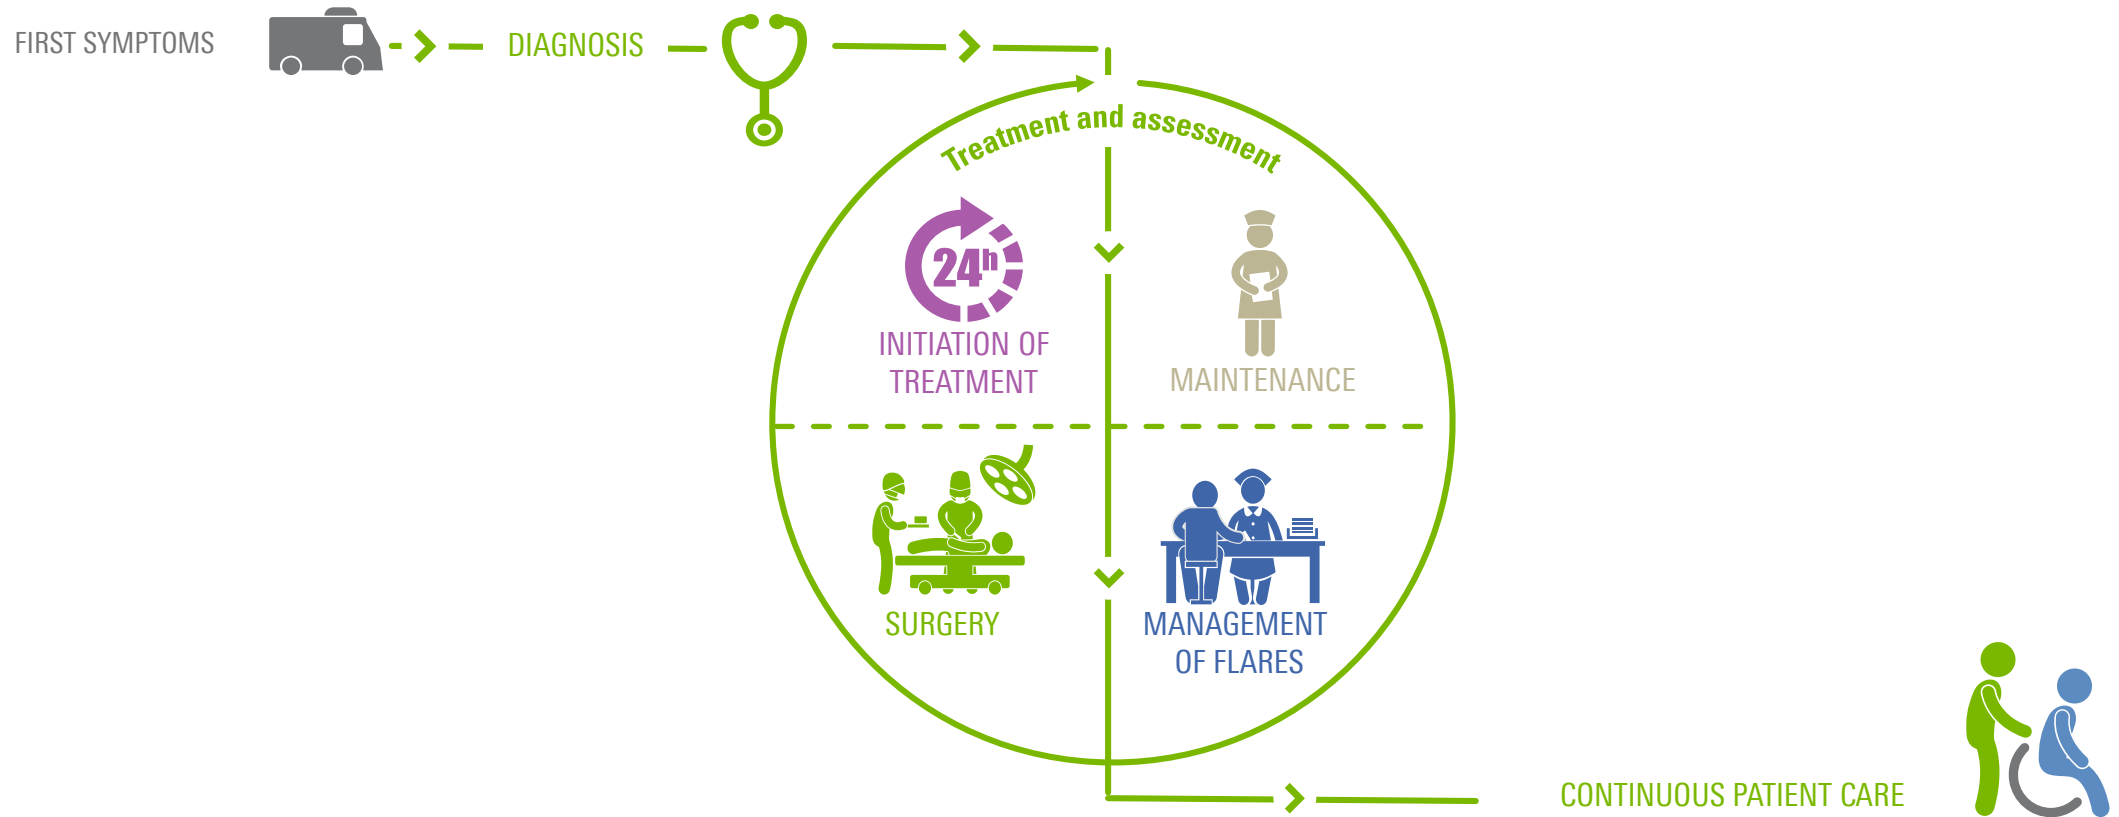 FIRST SYMPTOMS
DIAGNOSIS
Treatment and assessment
24h
INITIATION OF
TREATMENT
MAINTENANCE
SURGERY
MANAGEMENT
OF FLARES
CONTINUOUS PATIENT CARE